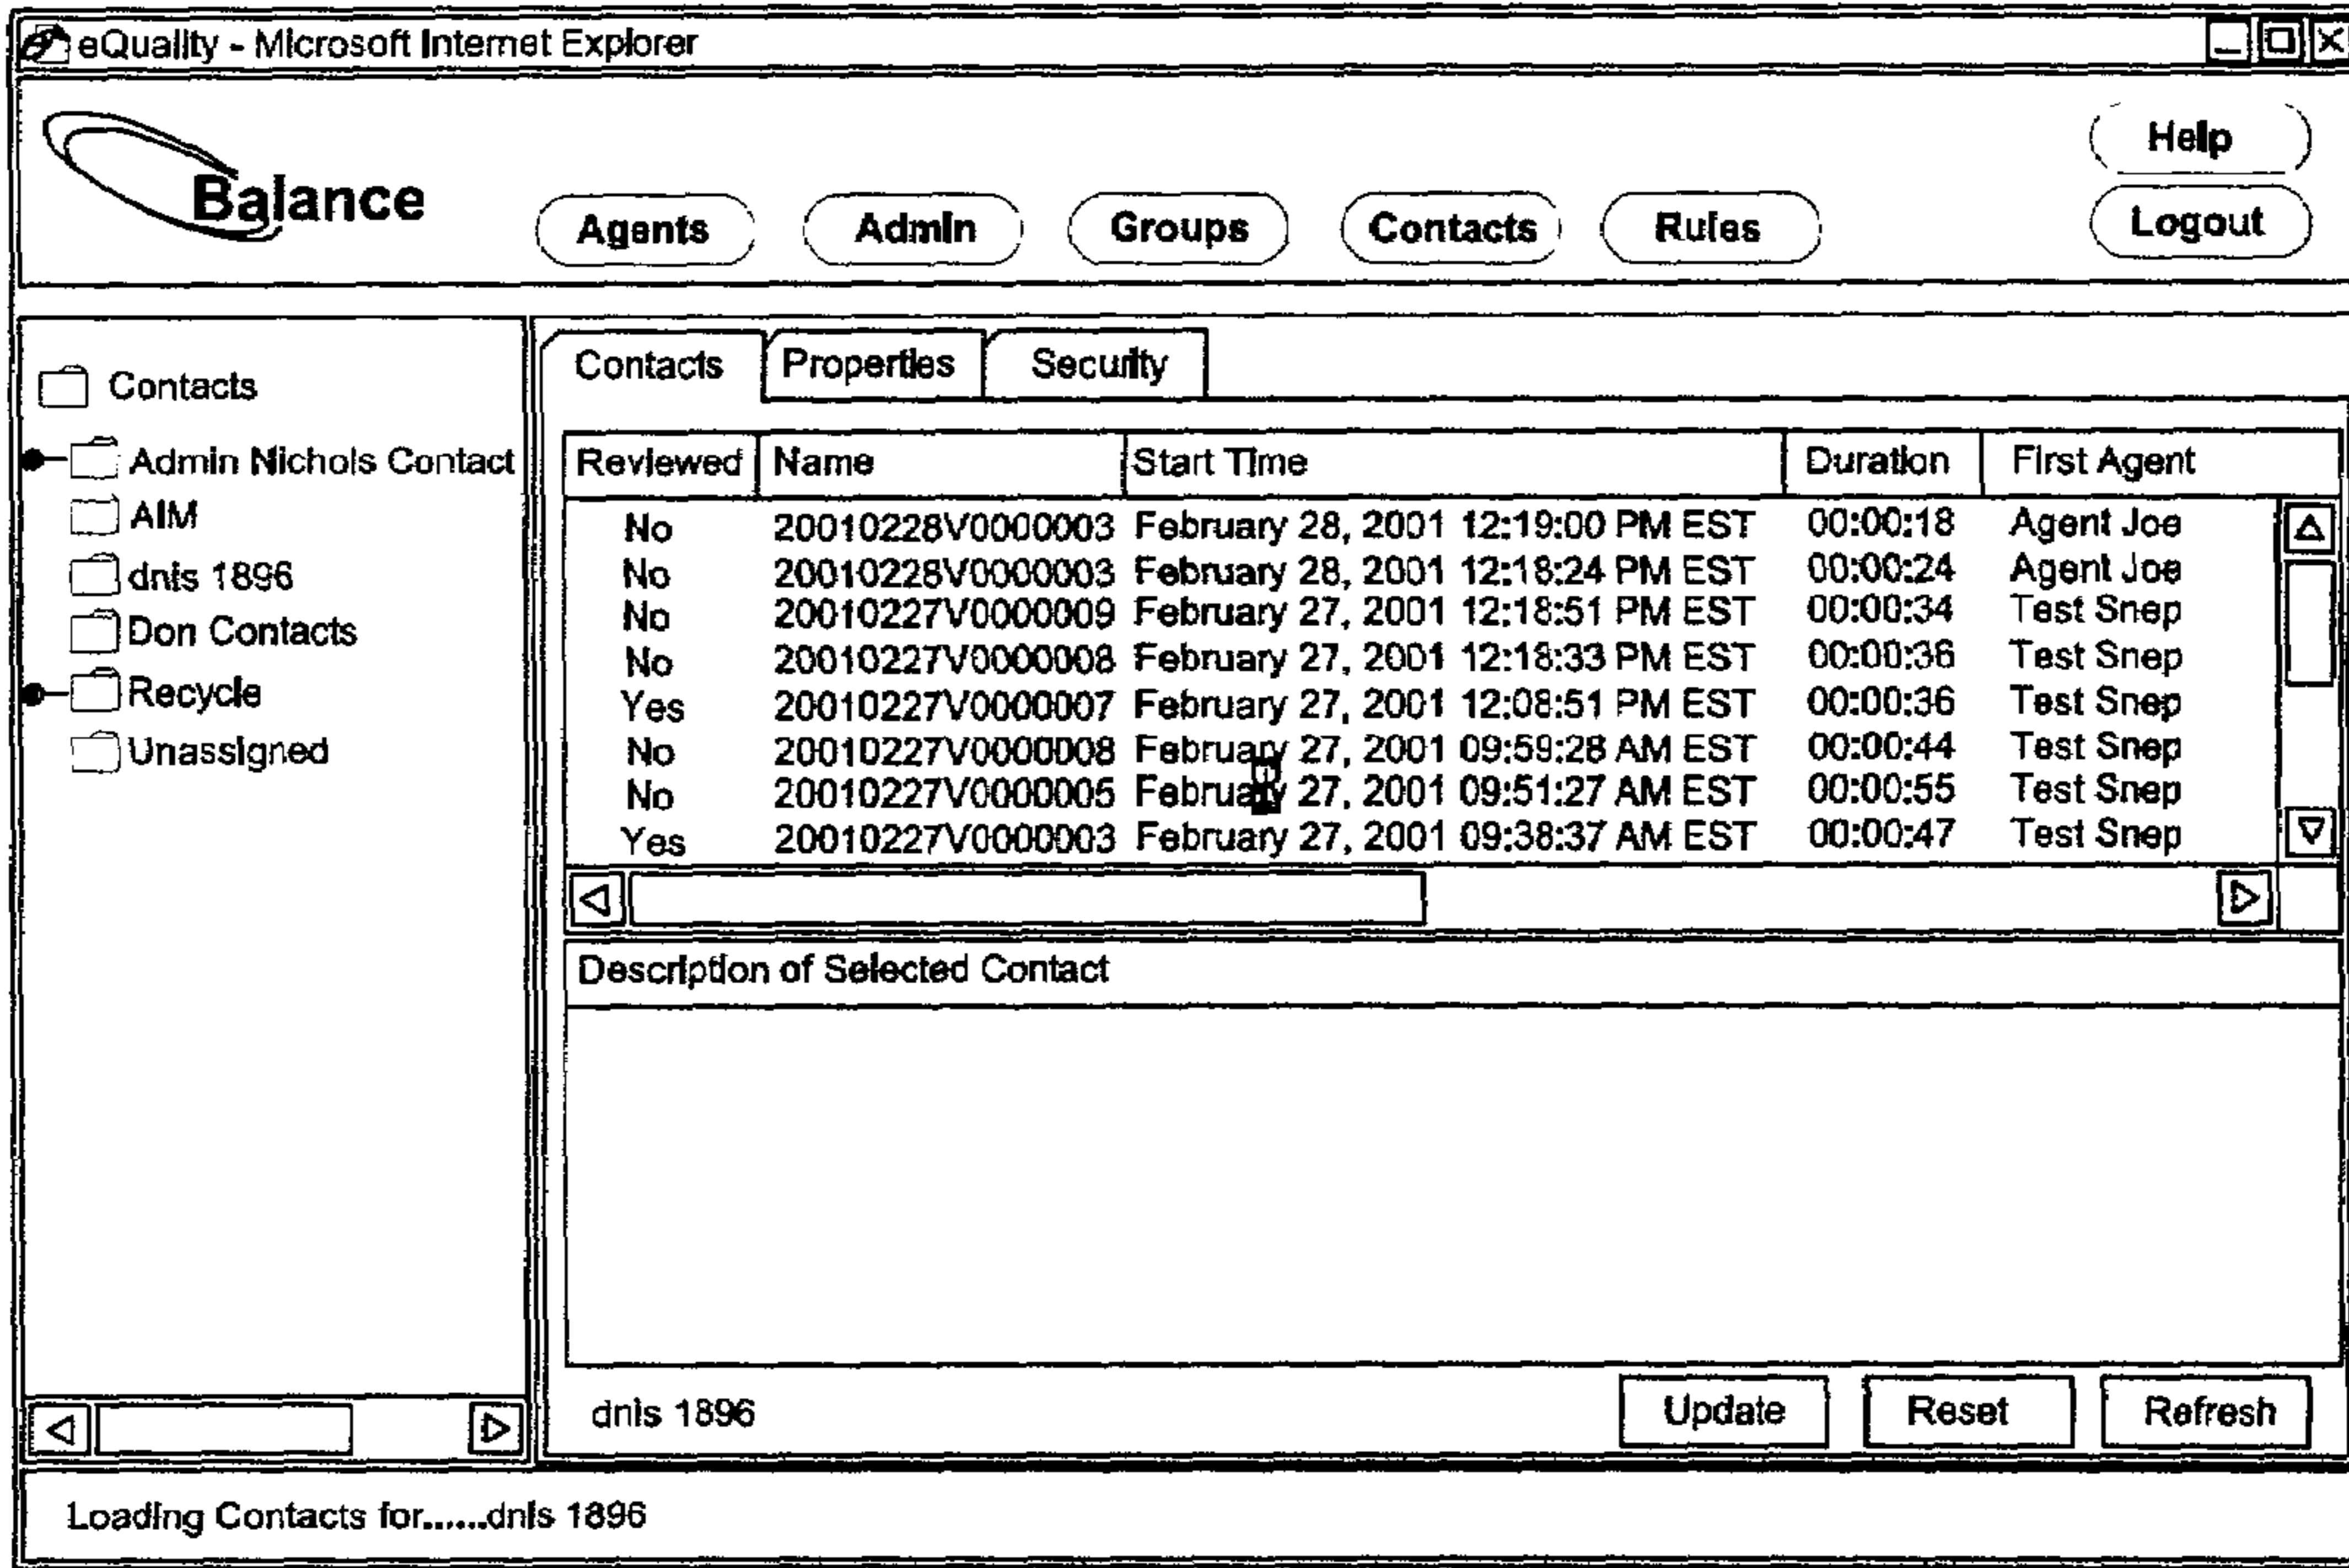 eQuality - Microsoft Internet Explorer
Help
Balance
Agents Admin Groups Contacts Rules Logout
Contacts
Admin Nichols Contact
AIM
dnis 1896
Don Contacts
Recycle
Unassigned
Contacts Properties Security
Reviewed Name Start Time Duration First Agent
No 20010228V0000003 February 28, 2001 12:19:00 PM EST 00:00:18 Agent Joe
No 20010228V0000003 February 28, 2001 12:18:24 PM EST 00:00:24 Agent Joe
No 20010227V0000009 February 27, 2001 12:18:51 PM EST 00:00:34 Test Snep
No 20010227V0000008 February 27, 2001 12:18:33 PM EST 00:00:36 Test Snep
Yes 20010227V0000007 February 27, 2001 12:08:51 PM EST 00:00:36 Test Snep
No 20010227V0000008 February 27, 2001 09:59:28 AM EST 00:00:44 Test Snep
No 20010227V0000005 February 27, 2001 09:51:27 AM EST 00:00:55 Test Snep
Yes 20010227V0000003 February 27, 2001 09:38:37 AM EST 00:00:47 Test Snep
Description of Selected Contact
dnis 1896 Update Reset Refresh
Loading Contacts for......dnis 1896